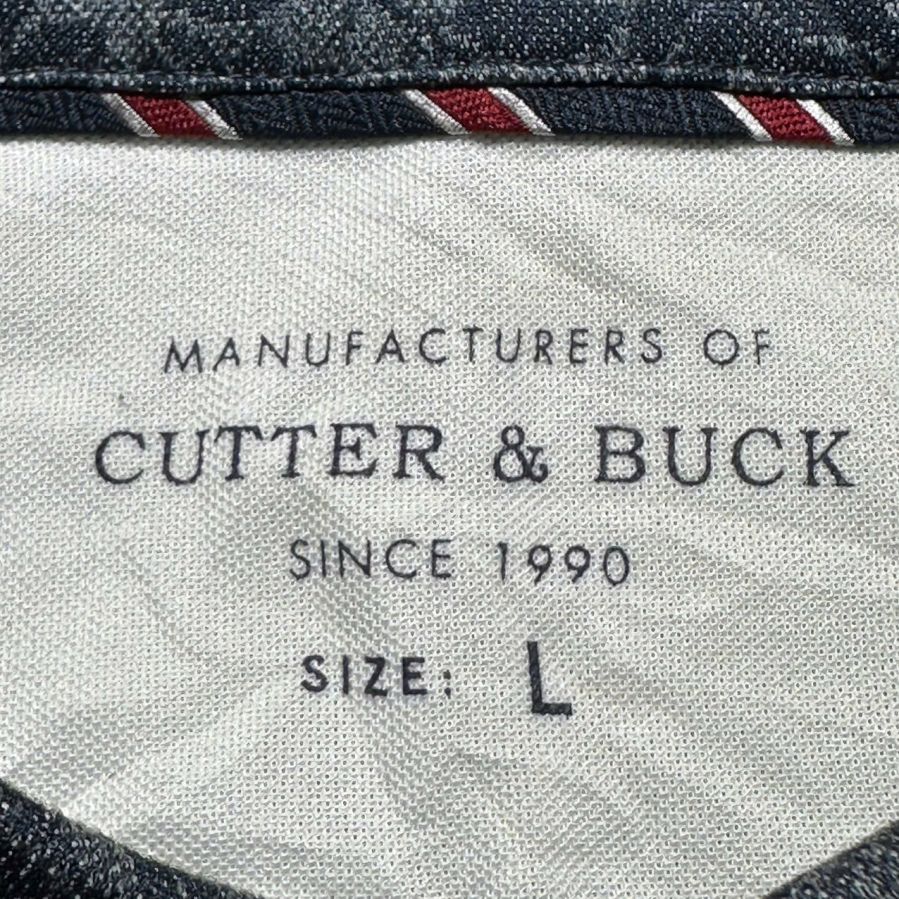 MANUFACTURERS OF
CUTTER & BUCK
SINCE 1990
SIZE: L